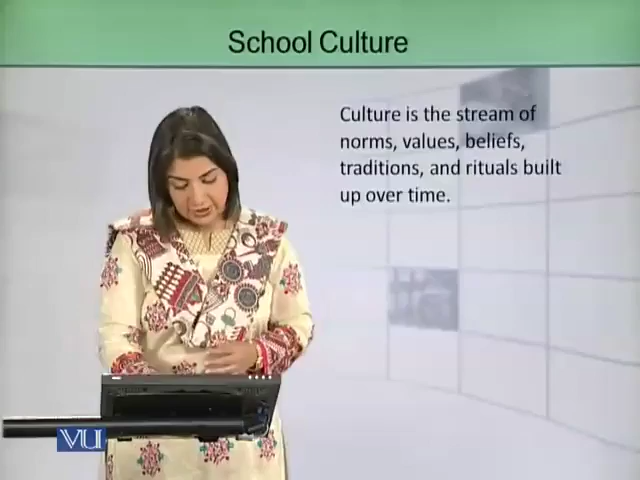 School Culture
Culture is the stream of
norms, values, beliefs,
traditions, and rituals built
up over time.
VU